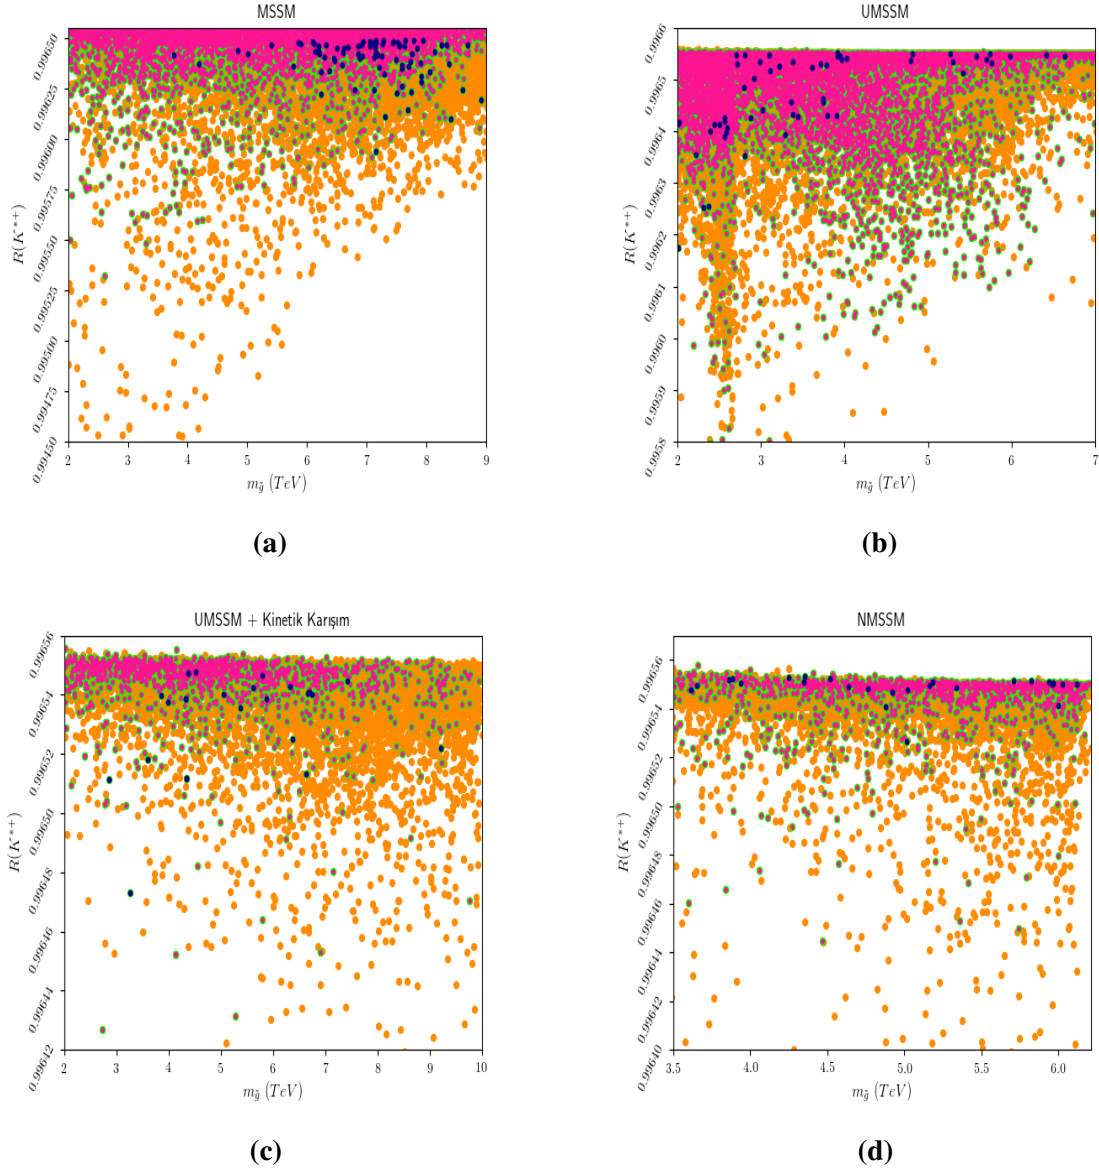 MSSM
0.99650
0.99625
0.99600
0.99575
0.99550
0.99525
0.99500
0.99475
0.99450
R(K*+)
2 3 4 5 6 7 8 9
m_g̃ (TeV)
(a)
UMSSM
0.9966
0.9965
0.9964
0.9963
0.9962
0.9961
0.9960
0.9959
0.9958
R(K*+)
2 3 4 5 6 7
m_g̃ (TeV)
(b)
UMSSM + Kinetik Karışım
0.99656
0.99654
0.99652
0.99650
0.99648
0.99646
0.99644
0.99642
R(K*+)
2 3 4 5 6 7 8 9 10
m_g̃ (TeV)
(c)
NMSSM
0.99656
0.99654
0.99652
0.99650
0.99648
0.99646
0.99644
0.99642
0.99640
R(K*+)
3.5 4.0 4.5 5.0 5.5 6.0
m_g̃ (TeV)
(d)